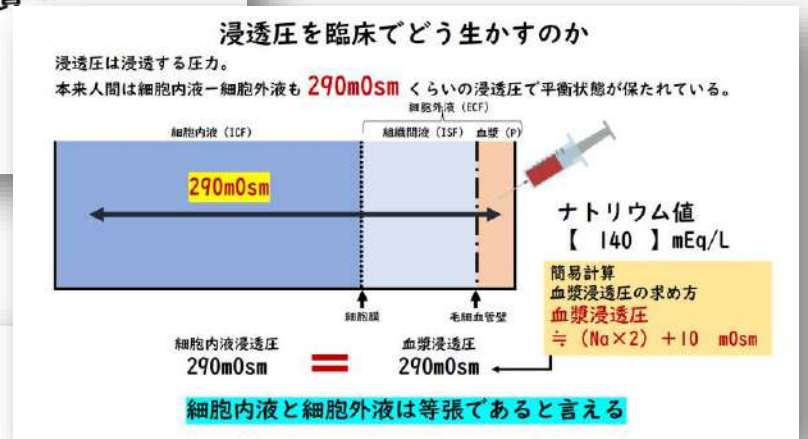 浸透圧を臨床でどう生かすのか
浸透圧は浸透する圧力。
本来人間は細胞内液ー細胞外液も 290mOsm くらいの浸透圧で平衡状態が保たれている。
細胞外液（ECF）
細胞内液（ICF）
組織間液（ISF）
血漿（P）
290mOsm
ナトリウム値
【 140 】mEq/L
簡易計算
血漿浸透圧の求め方
血漿浸透圧
≒（Na×2）＋10 mOsm
細胞膜
毛細血管壁
細胞内液浸透圧
290mOsm
=
血漿浸透圧
290mOsm
細胞内液と細胞外液は等張であると言える